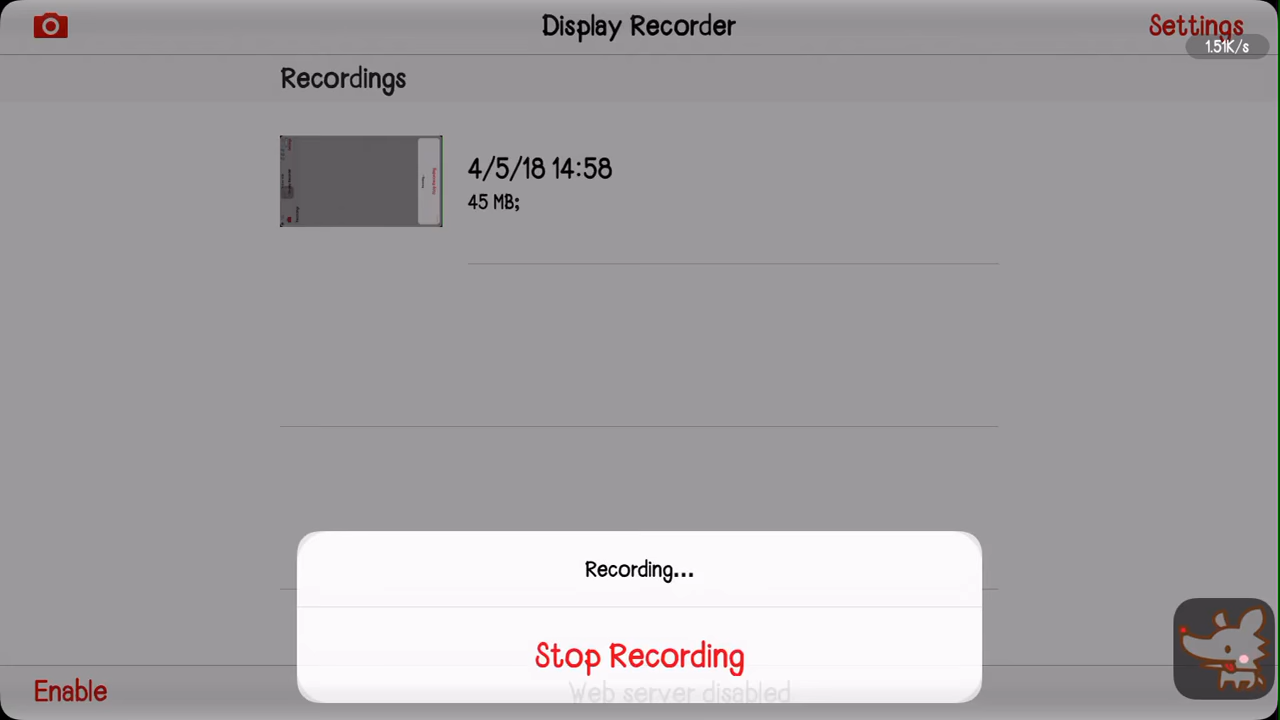 Display Recorder
Settings
1.51K/s
Recordings
4/5/18 14:58
45 MB;
Recording...
Stop Recording
Enable
Web server disabled